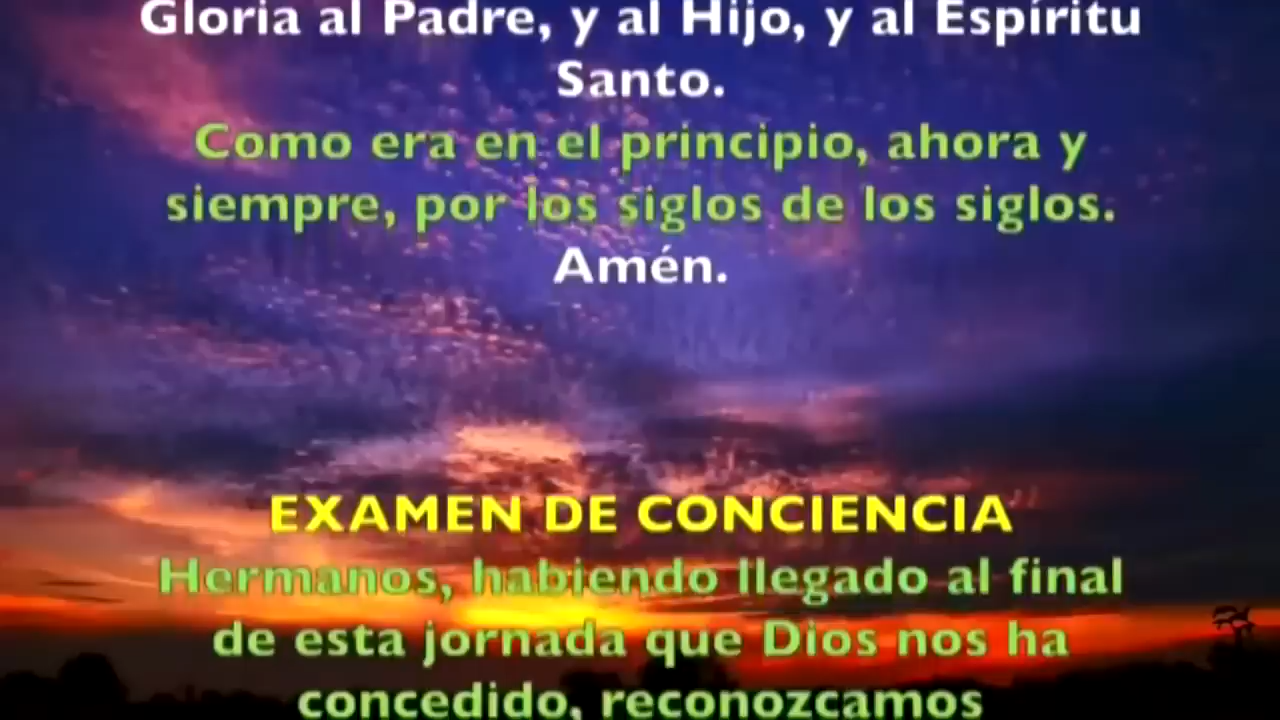 Gloria al Padre, y al Hijo, y al Espíritu
Santo.
Como era en el principio, ahora y
siempre, por los siglos de los siglos.
Amén.
EXAMEN DE CONCIENCIA
Hermanos, habiendo llegado al final
de esta jornada que Dios nos ha
concedido, reconozcamos